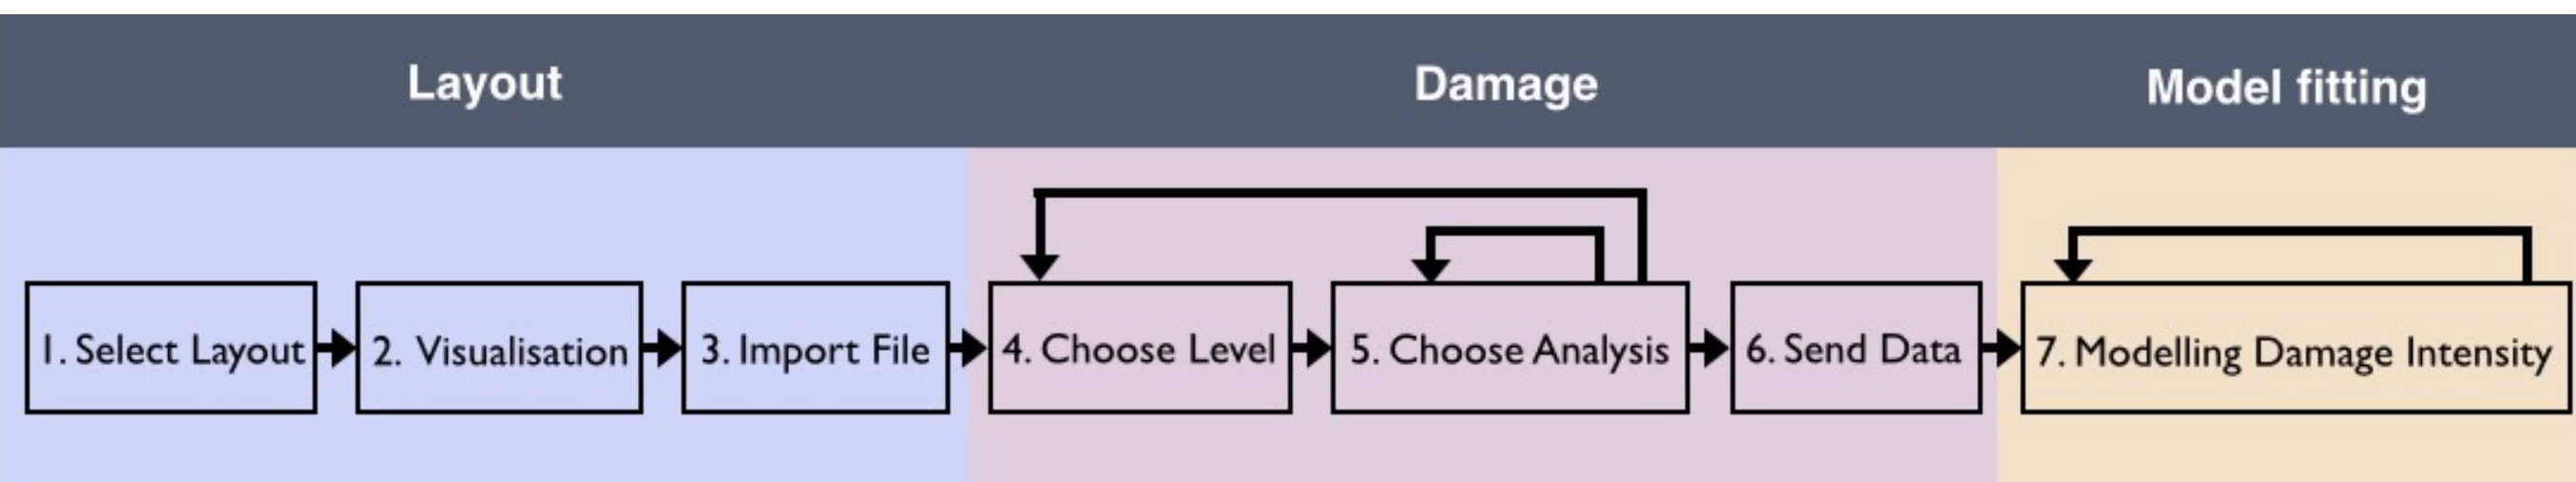 Layout
Damage
Model fitting
1. Select Layout
2. Visualisation
3. Import File
4. Choose Level
5. Choose Analysis
6. Send Data
7. Modelling Damage Intensity